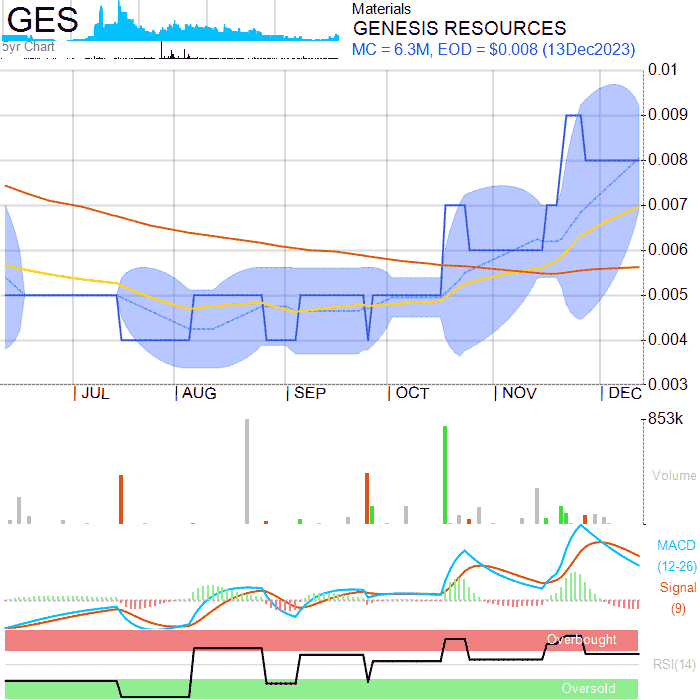 GES
5yr Chart
Materials
GENESIS RESOURCES
MC = 6.3M, EOD = $0.008 (13Dec2023)
0.01
0.009
0.008
0.007
0.006
0.005
0.004
0.003
JUL AUG SEP OCT NOV DEC
853k
Volume
MACD
(12-26)
Signal
(9)
Overbought
RSI(14)
Oversold